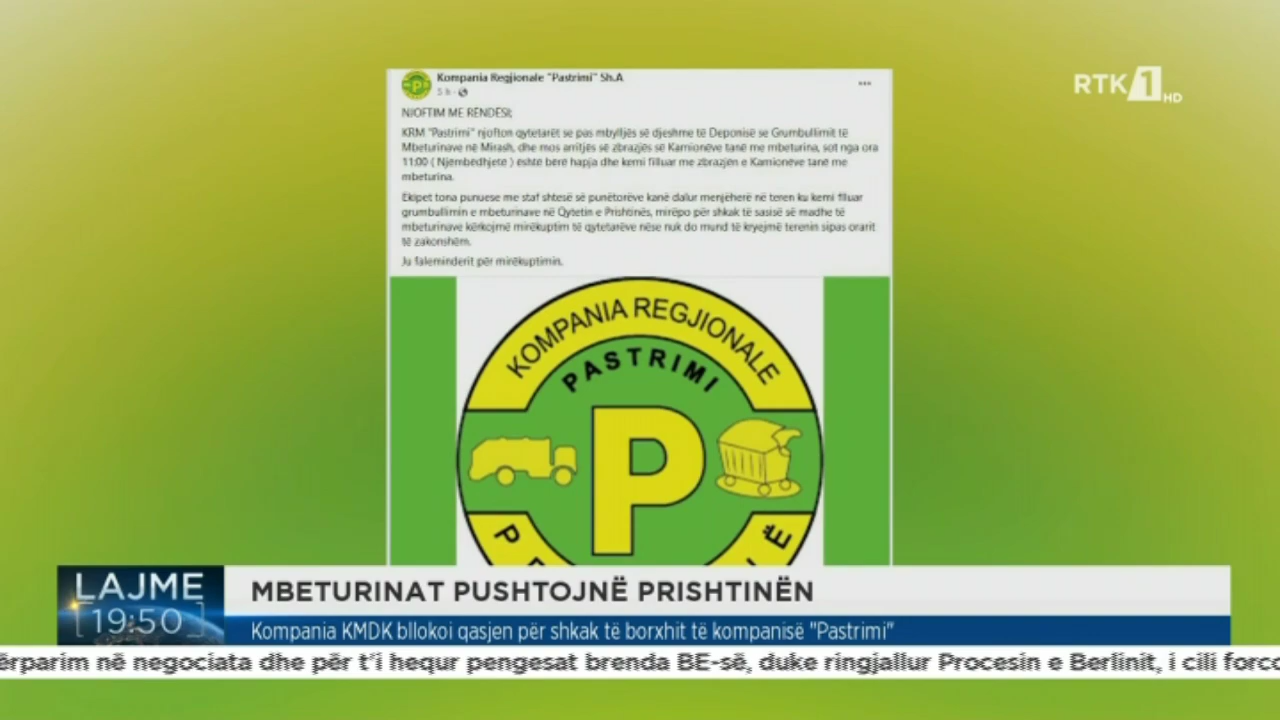 Kompania Regjionale "Pastrimi" Sh.A
5 h ·
RTK 1 HD
NJOFTIM ME RËNDËSI;
KRM "Pastrimi" njofton qytetarët se pas mbylljës së djeshme të Deponisë se Grumbullimit të
Mbeturinave në Mirash, dhe mos arritjës së zbrazjës së Kamionëve tanë me mbeturina, sot nga ora
11:00 ( Njëmbëdhjetë ) është bërë hapja dhe kemi filluar me zbrazjën e Kamionëve tanë me
mbeturina.
Ekipet tona punuese me staf shtesë së punëtorëve kanë dalur menjëherë në teren ku kemi filluar
grumbullimin e mbeturinave në Qytetin e Prishtinës, mirëpo për shkak të sasisë së madhe të
mbeturinave kërkojmë mirëkuptim të qytetarëve nëse nuk do mund të kryejmë terenin sipas orarit
të zakonshëm.
Ju faleminderit për mirëkuptimin.
KOMPANIA REGJIONALE
PASTRIMI
P
LAJME
19:50
MBETURINAT PUSHTOJNË PRISHTINËN
Kompania KMDK bllokoi qasjen për shkak të borxhit të kompanisë "Pastrimi"
ërparim në negociata dhe për t'i hequr pengesat brenda BE-së, duke ringjallur Procesin e Berlinit, i cili forco